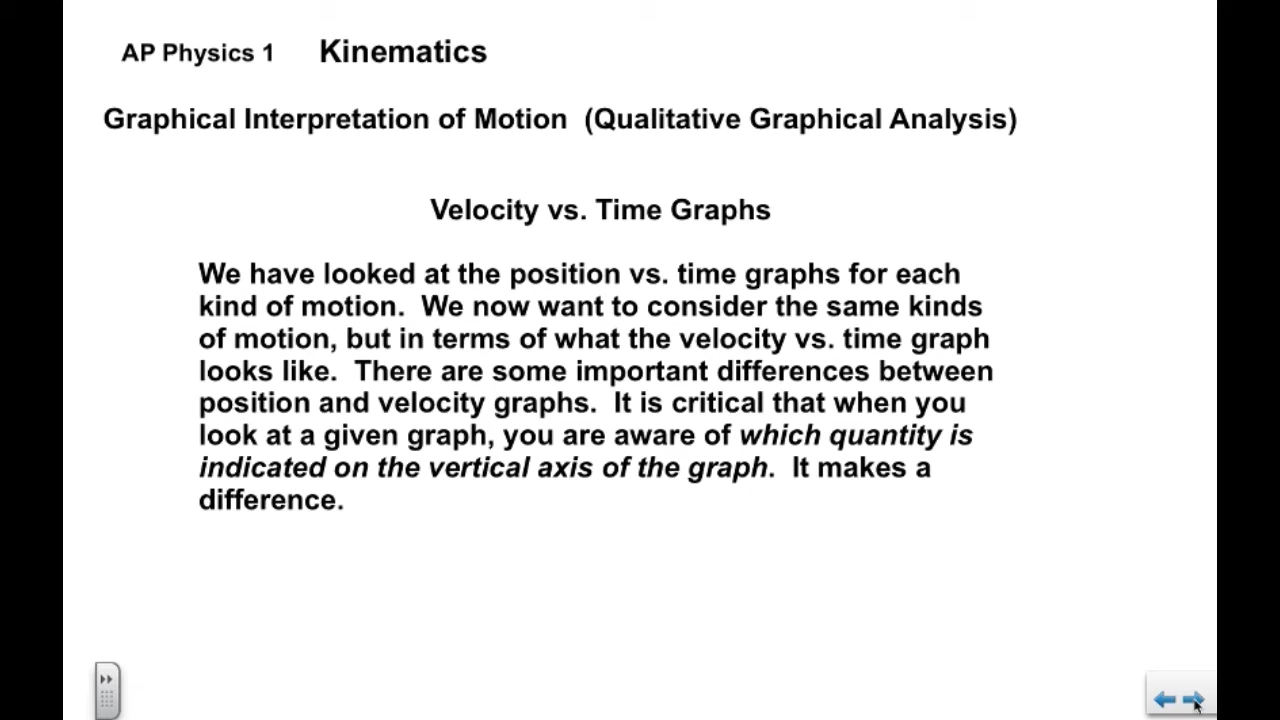 AP Physics 1 Kinematics
Graphical Interpretation of Motion (Qualitative Graphical Analysis)
Velocity vs. Time Graphs
We have looked at the position vs. time graphs for each
kind of motion. We now want to consider the same kinds
of motion, but in terms of what the velocity vs. time graph
looks like. There are some important differences between
position and velocity graphs. It is critical that when you
look at a given graph, you are aware of which quantity is
indicated on the vertical axis of the graph. It makes a
difference.